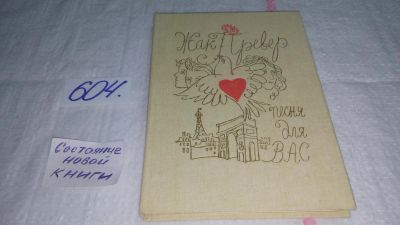 604.
Состояние
новой
книги
Жак Превер
песня
для
ВАС